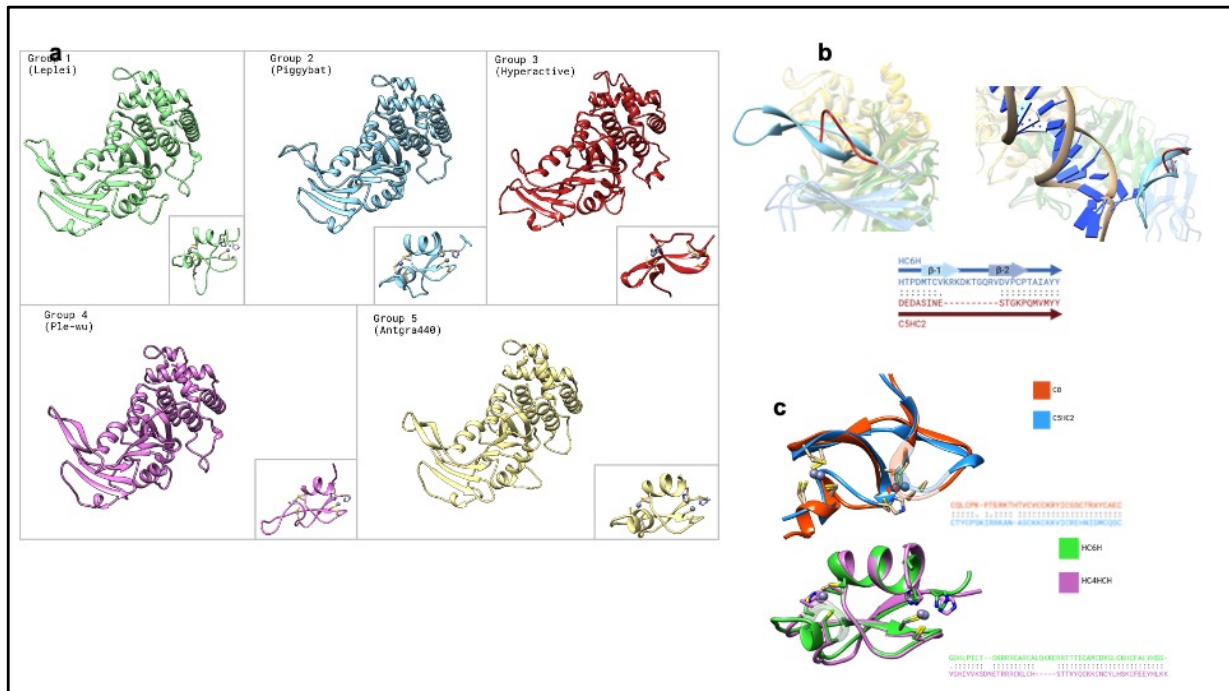 a
Group 1
(Leplei)
Group 2
(Piggybat)
Group 3
(Hyperactive)
Group 4
(Ple-wu)
Group 5
(Antgra440)
b
HC6H
β-1 β-2
HTPDMTCVKRKDKTGQRVDVPCPTAIAYY
DEDASINE----------STGKPQMVMYY
C5HC2
c
C8
C5HC2
HC6H
HC4HCH